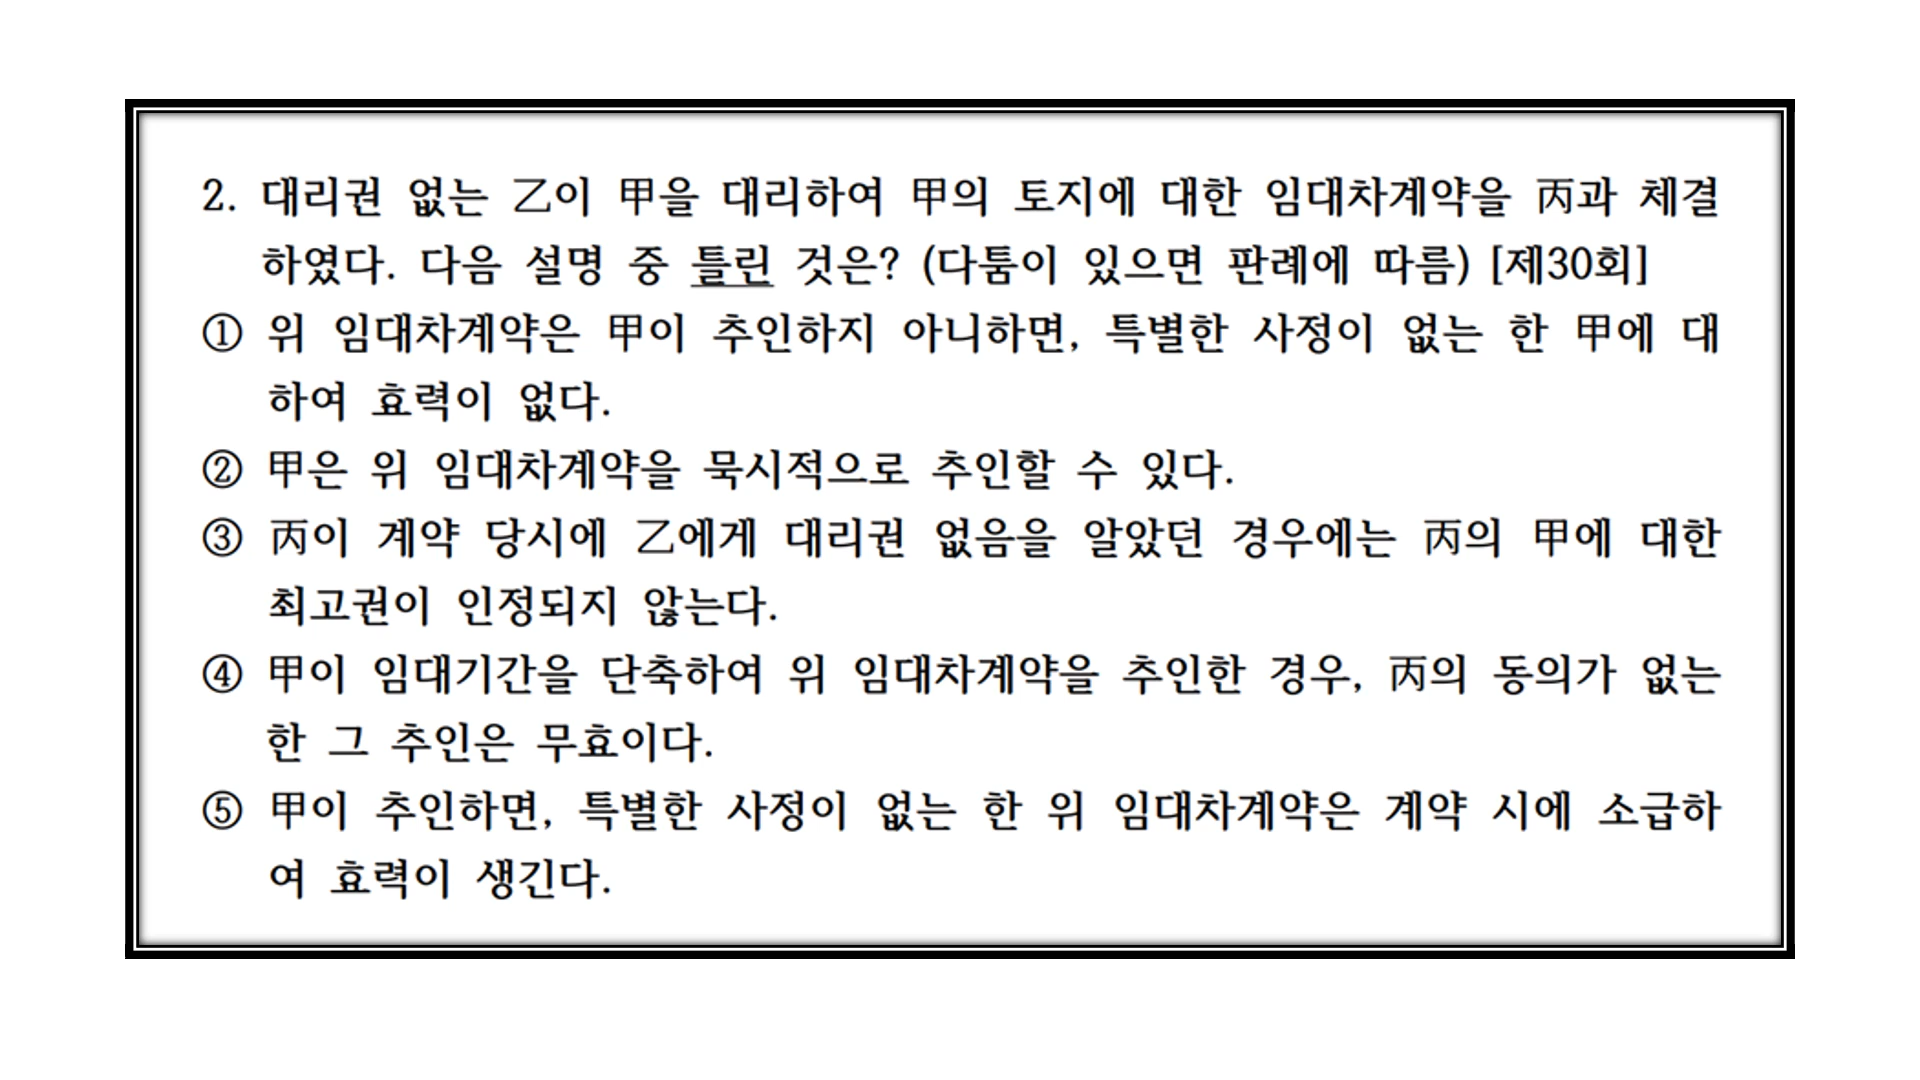 2. 대리권 없는 乙이 甲을 대리하여 甲의 토지에 대한 임대차계약을 丙과 체결
하였다. 다음 설명 중 틀린 것은? (다툼이 있으면 판례에 따름) [제30회]
① 위 임대차계약은 甲이 추인하지 아니하면, 특별한 사정이 없는 한 甲에 대
하여 효력이 없다.
② 甲은 위 임대차계약을 묵시적으로 추인할 수 있다.
③ 丙이 계약 당시에 乙에게 대리권 없음을 알았던 경우에는 丙의 甲에 대한
최고권이 인정되지 않는다.
④ 甲이 임대기간을 단축하여 위 임대차계약을 추인한 경우, 丙의 동의가 없는
한 그 추인은 무효이다.
⑤ 甲이 추인하면, 특별한 사정이 없는 한 위 임대차계약은 계약 시에 소급하
여 효력이 생긴다.